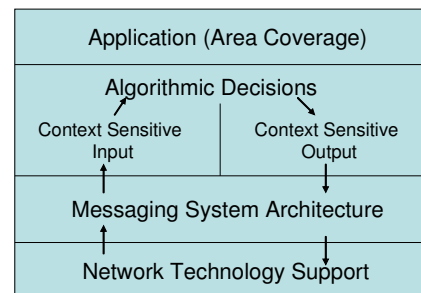 Application (Area Coverage)
Algorithmic Decisions
Context Sensitive
Input
Context Sensitive
Output
Messaging System Architecture
Network Technology Support